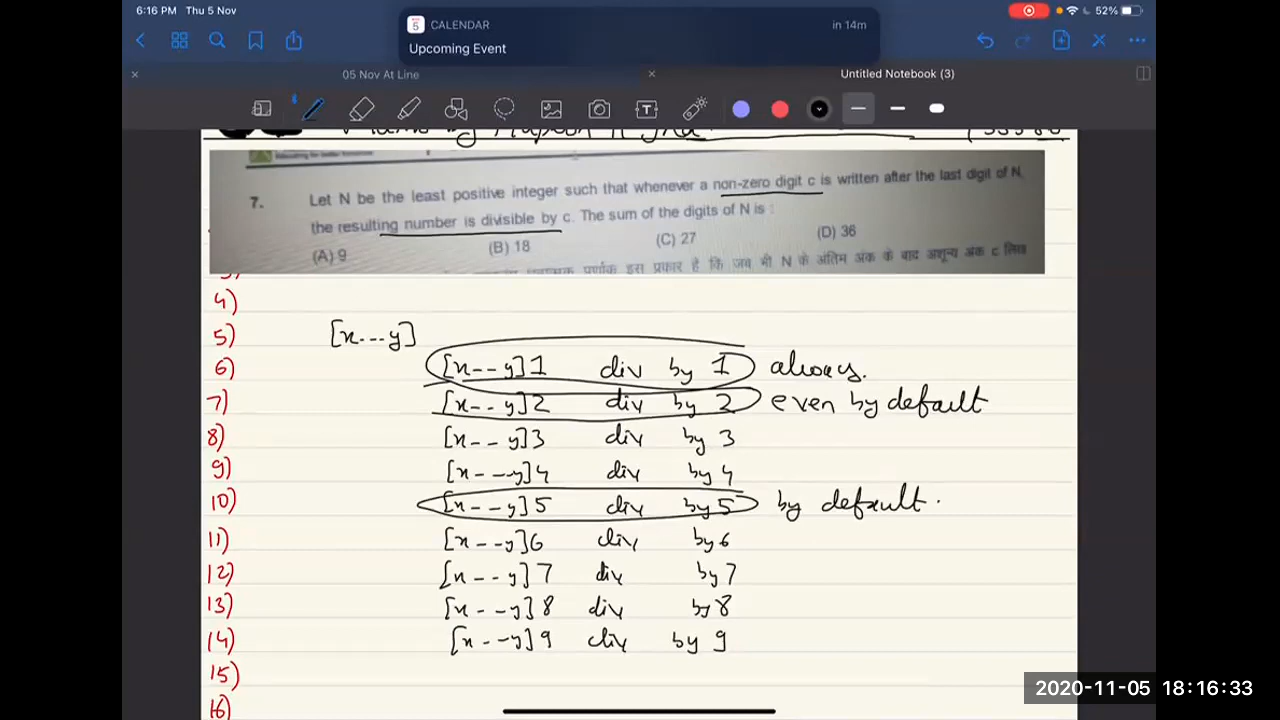 6:16 PM Thu 5 Nov
52%
CALENDAR in 14m
Upcoming Event
05 Nov At Line
Untitled Notebook (3)
7. Let N be the least positive integer such that whenever a non-zero digit c is written after the last digit of N,
the resulting number is divisible by c. The sum of the digits of N is :
(A) 9 (B) 18 (C) 27 (D) 36
कि जब भी N के अंतिम अंक के बाद अशून्य अंक c लिख
4)
5) [x---y]
6) [x--y]1 div by 1 always.
7) [x--y]2 div by 2 even by default
8) [x--y]3 div by 3
9) [x---y]4 div by 4
10) [x--y]5 div by 5 by default.
11) [x--y]6 div by 6
12) [x--y]7 div by 7
13) [x--y]8 div by 8
14) [x--y]9 div by 9
15)
16)
2020-11-05 18:16:33